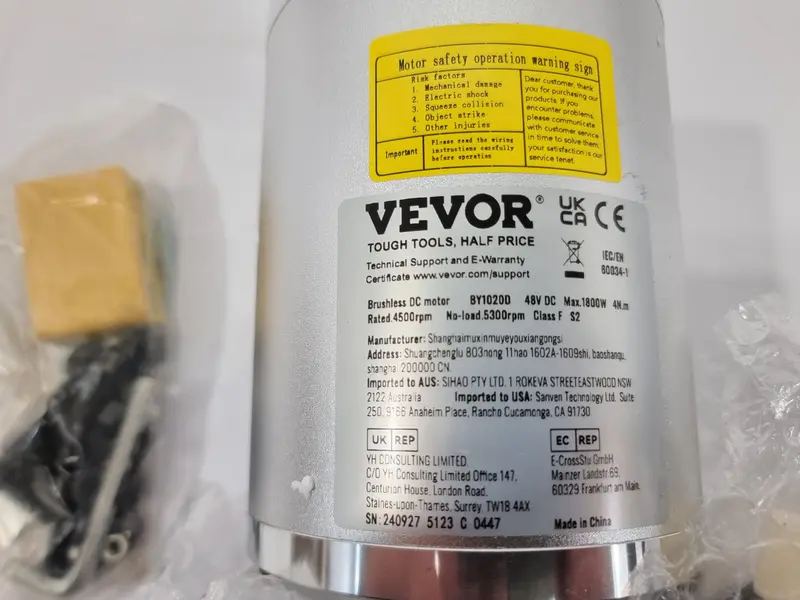 Motor safety operation warning sign
Risk factors
1. Mechanical damage
2. Electric shock
3. Squeeze collision
4. Object strike
5. Other injuries
Important
Please read the wiring
instructions carefully
before operation
Dear customer, thank
you for purchasing our
products. If you
encounter problems,
please communicate
with customer service
in time to solve them,
your satisfaction is our
service tenet.
VEVOR®
TOUGH TOOLS, HALF PRICE
Technical Support and E-Warranty
Certificate www.vevor.com/support
UK
CA CE
IEC/EN
60034-1
Brushless DC motor BY1020D 48V DC Max.1800W 4N.m
Rated.4500rpm No-load.5300rpm Class F S2
Manufacturer: Shanghaimuxinmuyeyouxiangongsi
Address: Shuangchenglu 803nong 11hao 1602A-1609shi, baoshanqu,
shanghai 200000 CN.
Imported to AUS: SIHAO PTY LTD. 1 ROKEVA STREETEASTWOOD NSW
2122 Australia Imported to USA: Sanven Technology Ltd. Suite
250, 9166 Anaheim Place, Rancho Cucamonga, CA 91730
UK REP
YH CONSULTING LIMITED.
C/O YH Consulting Limited Office 147,
Centurion House, London Road,
Staines-upon-Thames, Surrey, TW18 4AX
EC REP
E-CrossStu GmbH
Mainzer Landstr.69,
60329 Frankfurt am Main.
SN: 240927 5123 C 0447
Made in China